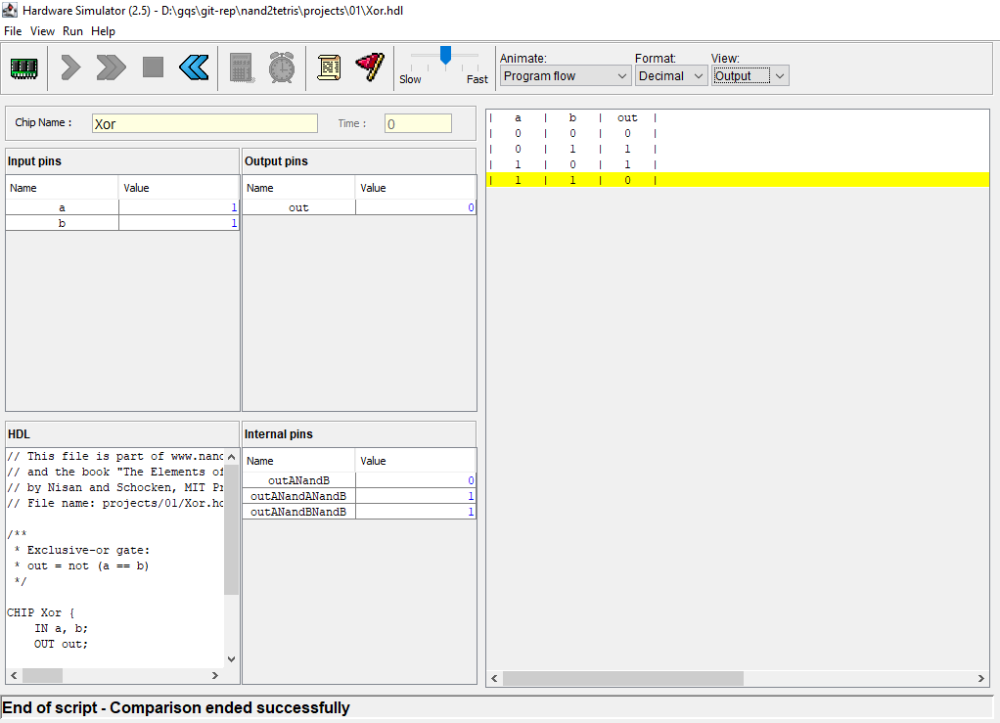 Hardware Simulator (2.5) - D:\gqs\git-rep\nand2tetris\projects\01\Xor.hdl
File View Run Help
Slow Fast
Animate: Format: View:
Program flow Decimal Output
Chip Name : Xor Time : 0
Input pins
Name Value
a 1
b 1
Output pins
Name Value
out 0
| a | b | out |
| 0 | 0 | 0 |
| 0 | 1 | 1 |
| 1 | 0 | 1 |
| 1 | 1 | 0 |
HDL
// This file is part of www.nand
// and the book "The Elements of
// by Nisan and Schocken, MIT Pr
// File name: projects/01/Xor.hd
/**
* Exclusive-or gate:
* out = not (a == b)
*/
CHIP Xor {
IN a, b;
OUT out;
Internal pins
Name Value
outANandB 0
outANandANandB 1
outANandBNandB 1
End of script - Comparison ended successfully